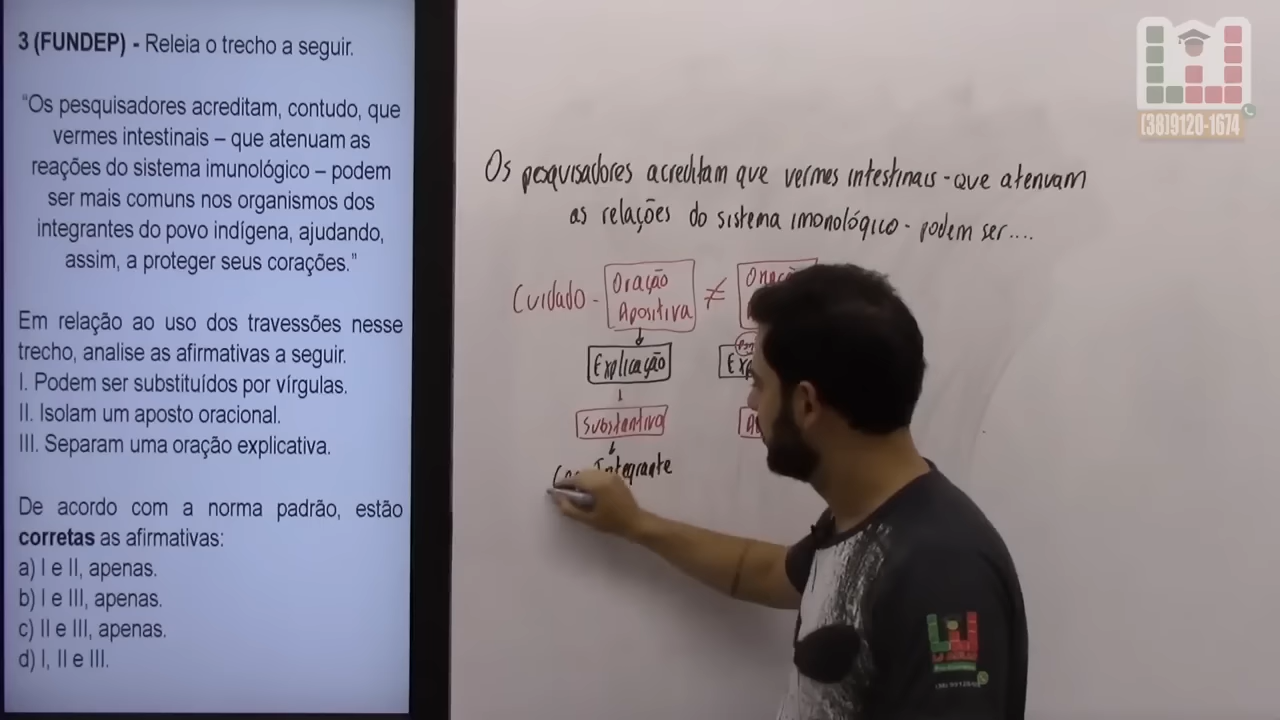 3 (FUNDEP) - Releia o trecho a seguir.
“Os pesquisadores acreditam, contudo, que
vermes intestinais – que atenuam as
reações do sistema imunológico – podem
ser mais comuns nos organismos dos
integrantes do povo indígena, ajudando,
assim, a proteger seus corações.”
Em relação ao uso dos travessões nesse
trecho, analise as afirmativas a seguir.
I. Podem ser substituídos por vírgulas.
II. Isolam um aposto oracional.
III. Separam uma oração explicativa.
De acordo com a norma padrão, estão
corretas as afirmativas:
a) I e II, apenas.
b) I e III, apenas.
c) II e III, apenas.
d) I, II e III.
(38)9120-1674
Os pesquisadores acreditam que vermes intestinais - que atenuam
as relações do sistema imonológico - podem ser....
Cuidado - Oração ≠
Apositiva
Explicação
Substantiva
Integrante